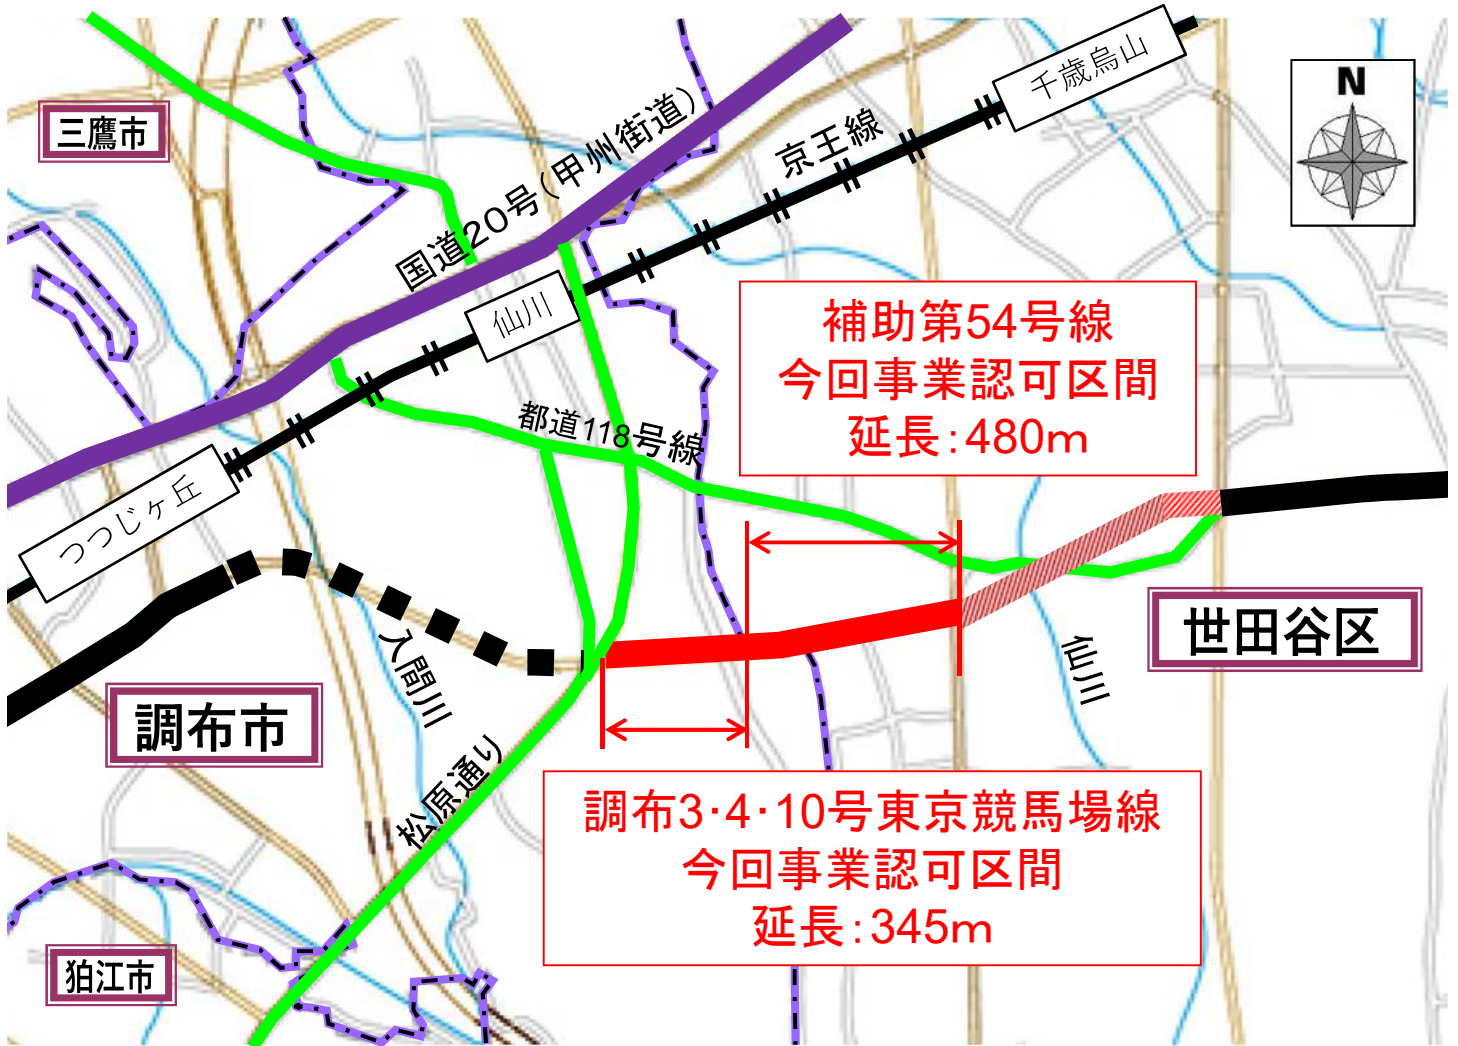 千歳烏山
N
三鷹市
京王線
国道20号(甲州街道)
仙川
補助第54号線
今回事業認可区間
延長:480m
都道118号線
つつじヶ丘
世田谷区
入間川
仙川
調布市
松原通り
調布3・4・10号東京競馬場線
今回事業認可区間
延長:345m
狛江市